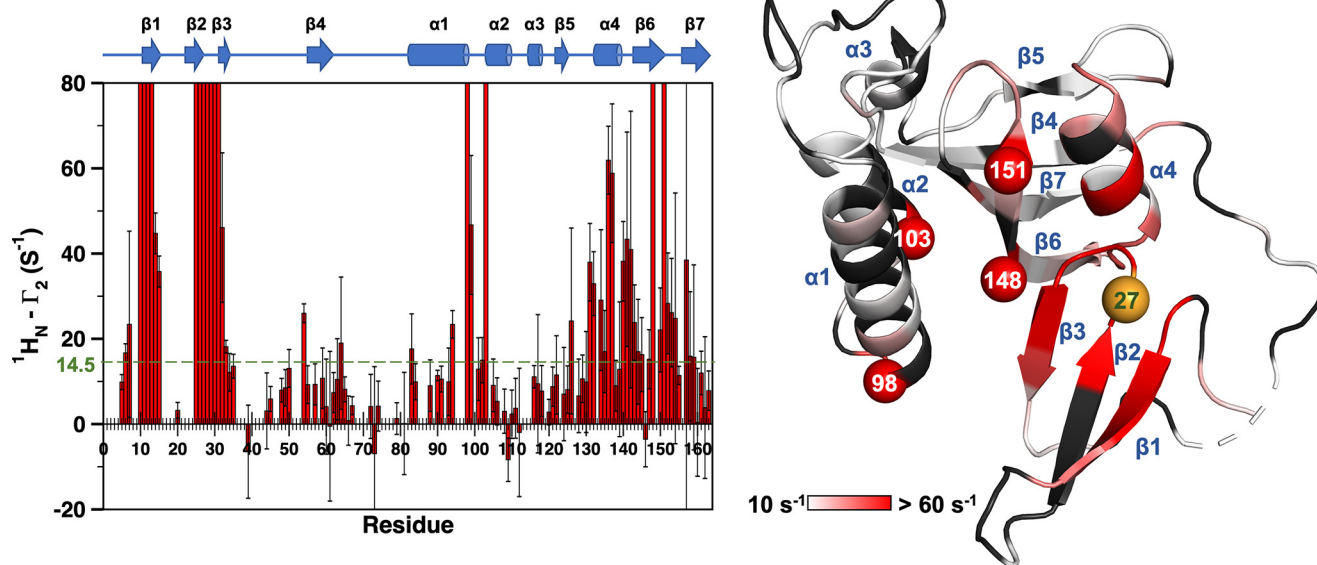 β1 β2 β3 β4 α1 α2 α3 β5 α4 β6 β7
80
60
40
20
14.5
0
-20
¹H_N - Γ₂ (S⁻¹)
0 10 20 30 40 50 60 70 80 90 100 110 120 130 140 150 160
Residue
α3
β5
β4
151
α2
β7
α4
103
β6
α1
148
27
β3
β2
98
β1
10 s⁻¹ > 60 s⁻¹